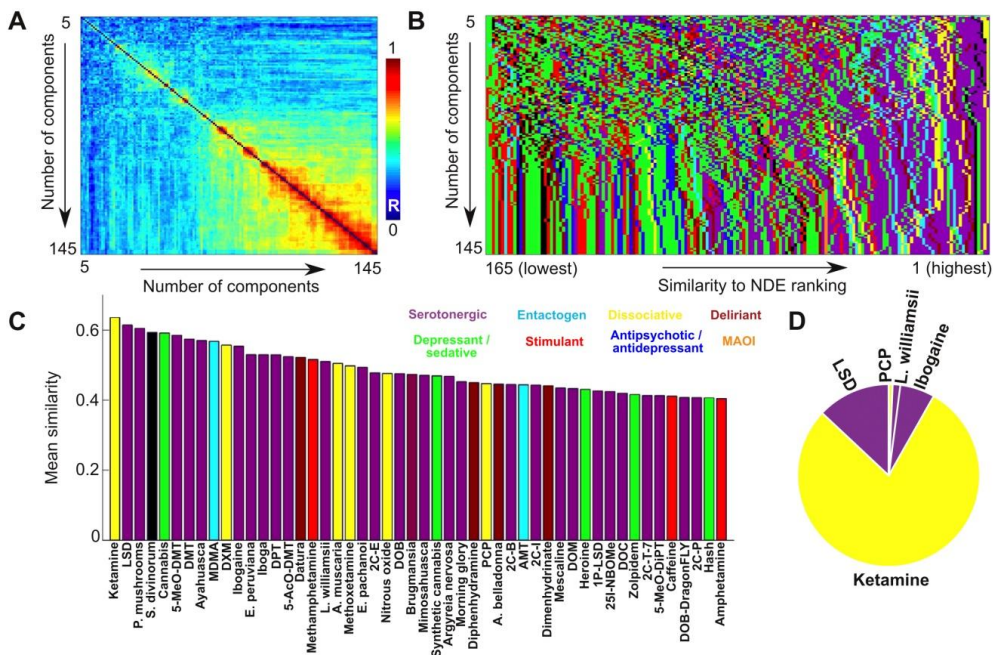 A
5
Number of components
145
5
145
Number of components
1
R
0
B
5
Number of components
145
165 (lowest)
1 (highest)
Similarity to NDE ranking
C
Mean similarity
0.6
0.4
0.2
0
Serotonergic
Entactogen
Dissociative
Deliriant
Depressant /
sedative
Stimulant
Antipsychotic /
antidepressant
MAOI
Ketamine
LSD
P. mushrooms
S. divinorum
Cannabis
5-MeO-DMT
DMT
Ayahuasca
MDMA
DXM
Ibogaine
E. peruviana
Iboga
DPT
5-AcO-DMT
Datura
Methamphetamine
L. williamsii
A. muscaria
Methoxetamine
E. pachanoi
2C-E
Nitrous oxide
DOB
Brugmansia
Mimosahuasca
Synthetic cannabis
Argyreia nervosa
Morning glory
Diphenhydramine
PCP
A. belladonna
2C-B
AMT
2C-I
Dimenhydrinate
Mescaline
DOM
Heroine
1P-LSD
25I-NBOMe
DOC
Zolpidem
2C-T-7
5-MeO-DiPT
Caffeine
DOB-DragonFLY
2C-P
Hash
Amphetamine
D
LSD
PCP
L. williamsii
Ibogaine
Ketamine